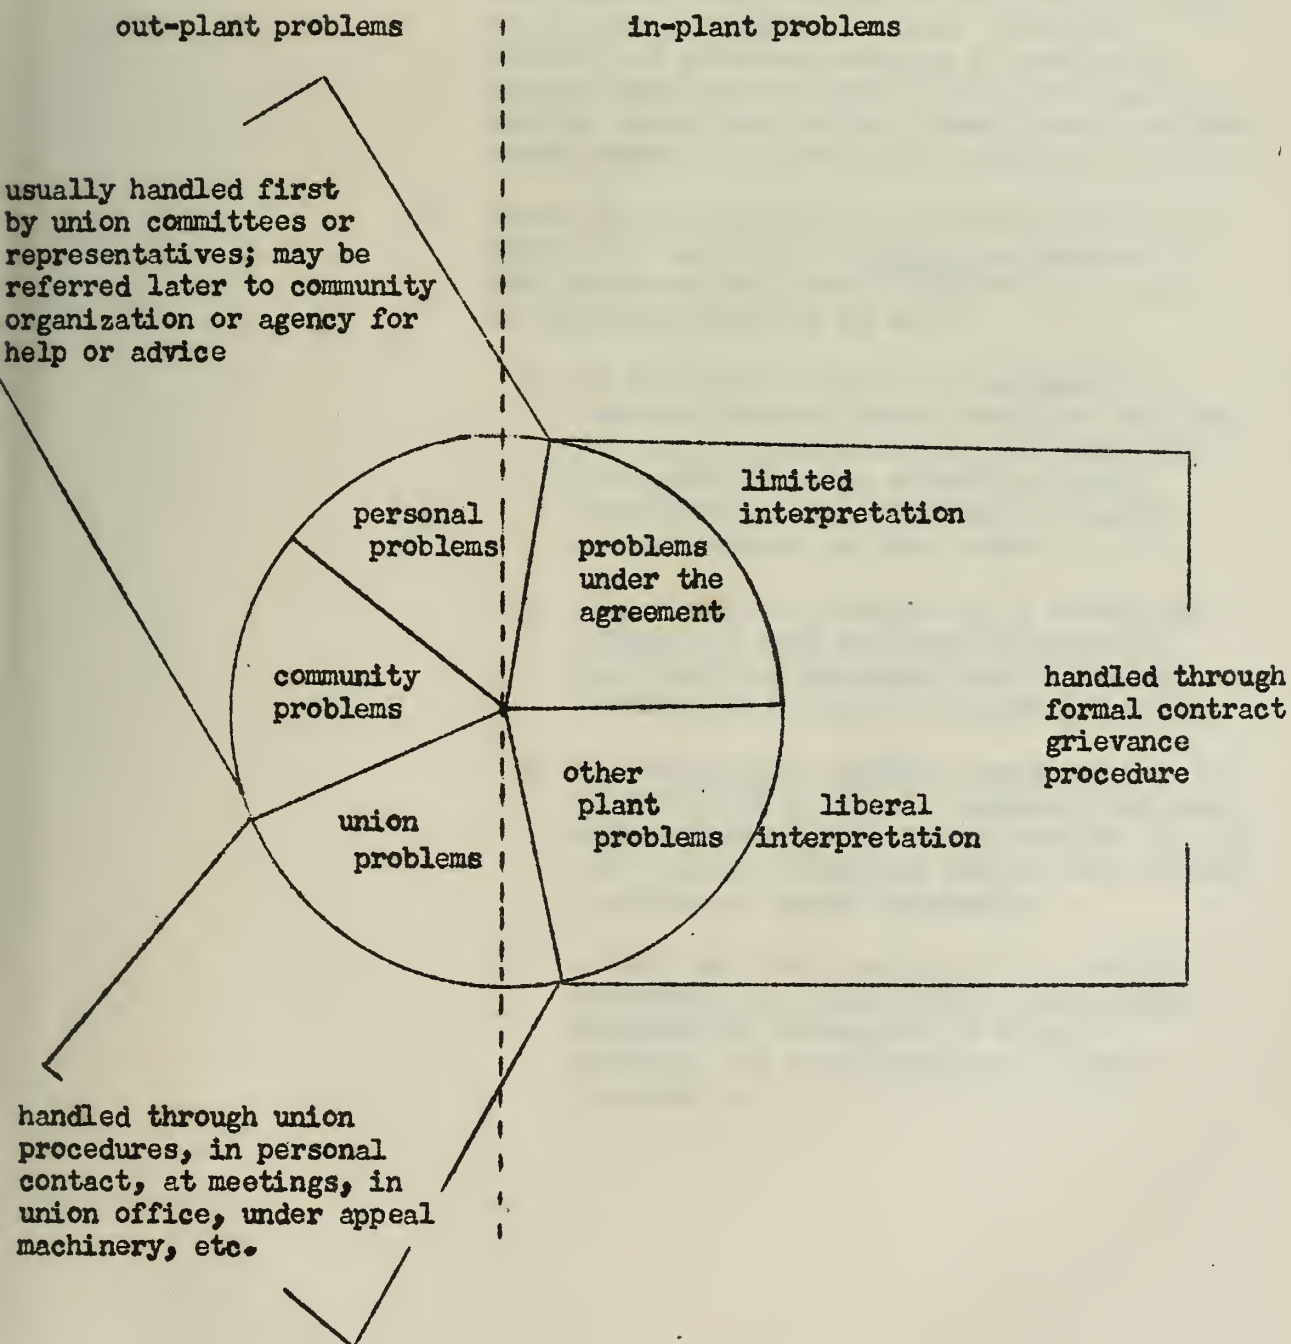 out-plant problems
in-plant problems
usually handled first
by union committees or
representatives; may be
referred later to community
organization or agency for
help or advice
limited
interpretation
personal
problems
problems
under the
agreement
community
problems
handled through
formal contract
grievance
procedure
other
plant
problems
liberal
interpretation
union
problems
handled through union
procedures, in personal
contact, at meetings, in
union office, under appeal
machinery, etc.